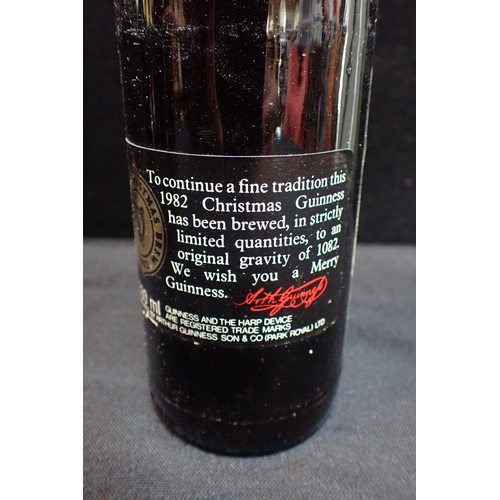 To continue a fine tradition this
1982 Christmas Guinness
has been brewed, in strictly
limited quantities, to an
original gravity of 1082.
We wish you a Merry
Guinness.
ml
GUINNESS AND THE HARP DEVICE
ARE REGISTERED TRADE MARKS
ARTHUR GUINNESS SON & CO (PARK ROYAL) LTD